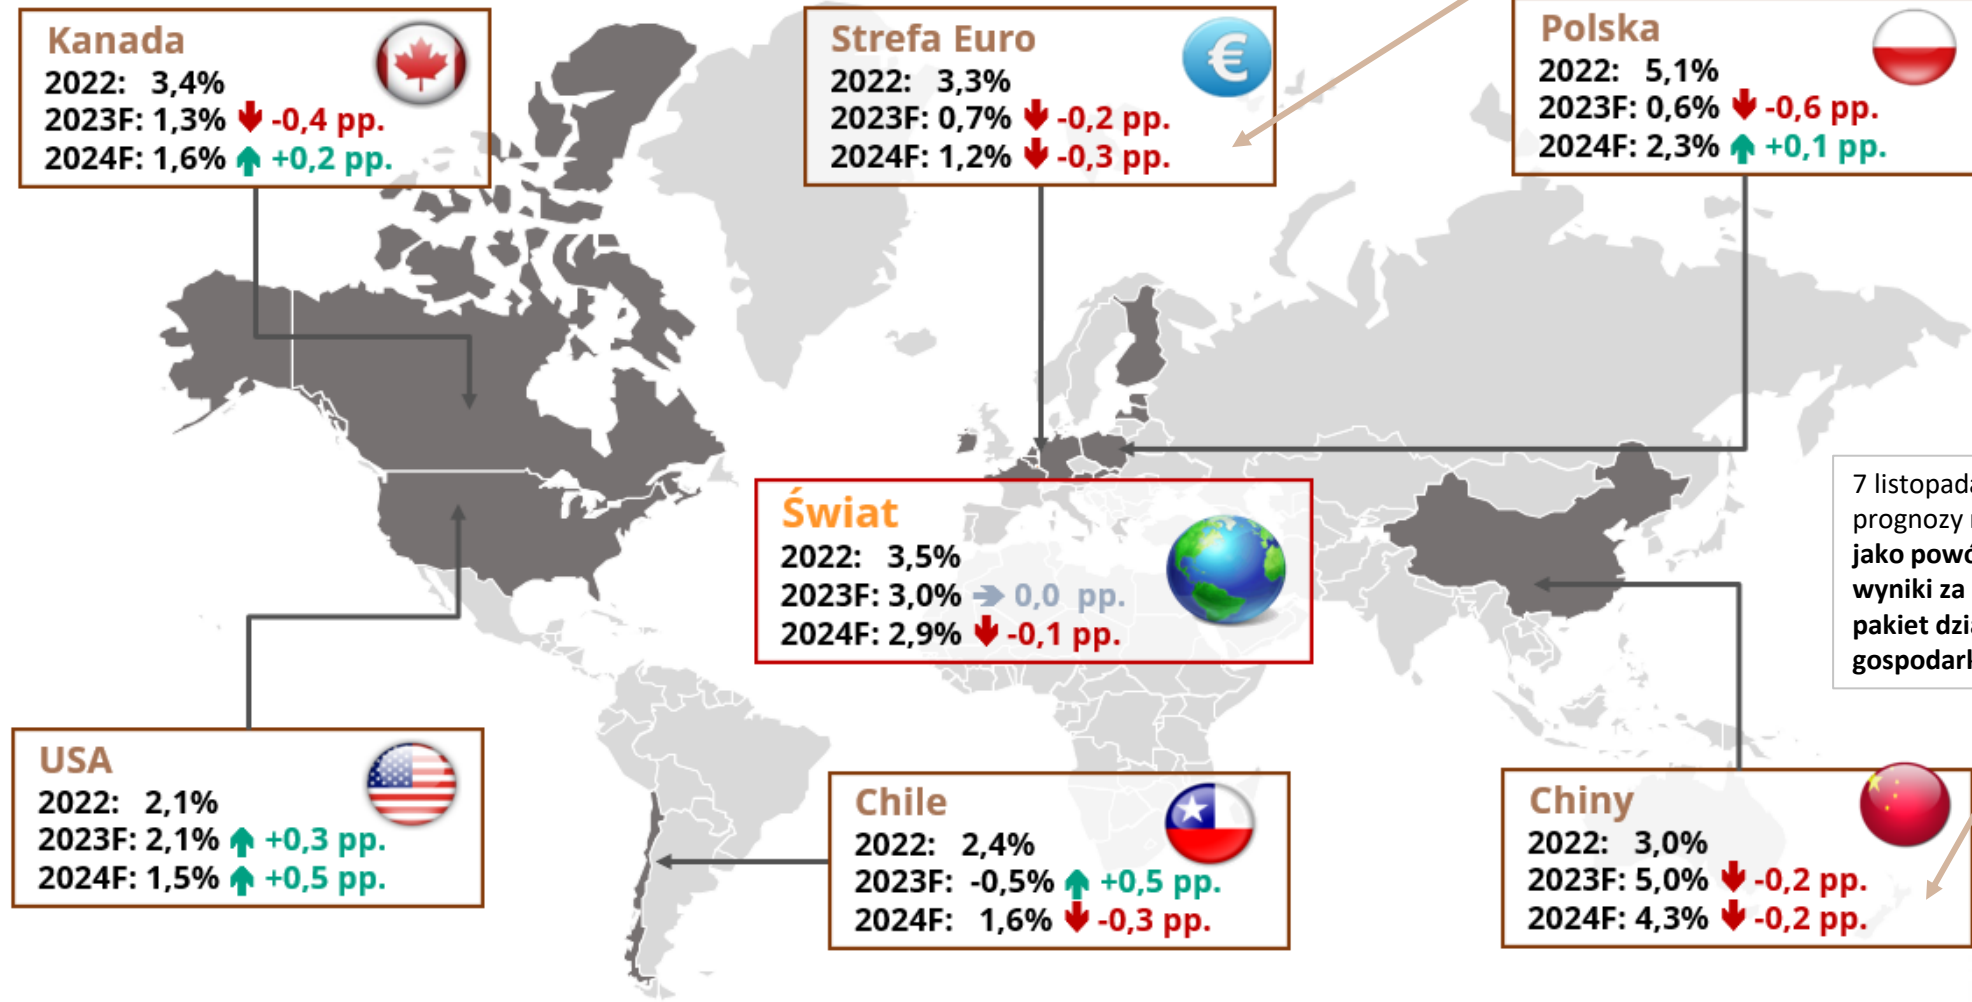 Kanada
2022: 3,4%
2023F: 1,3% -0,4 pp.
2024F: 1,6% +0,2 pp.
Strefa Euro
€
2022: 3,3%
2023F: 0,7% -0,2 pp.
2024F: 1,2% -0,3 pp.
Polska
2022: 5,1%
2023F: 0,6% -0,6 pp.
2024F: 2,3% +0,1 pp.
Świat
2022: 3,5%
2023F: 3,0% 0,0 pp.
2024F: 2,9% -0,1 pp.
7 listopada
prognozy
jako
wyniki za
pakiet
USA
2022: 2,1%
2023F: 2,1% +0,3 pp.
2024F: 1,5% +0,5 pp.
Chile
2022: 2,4%
2023F: -0,5% +0,5 pp.
2024F: 1,6% -0,3 pp.
Chiny
2022: 3,0%
2023F: 5,0% -0,2 pp.
2024F: 4,3% -0,2 pp.